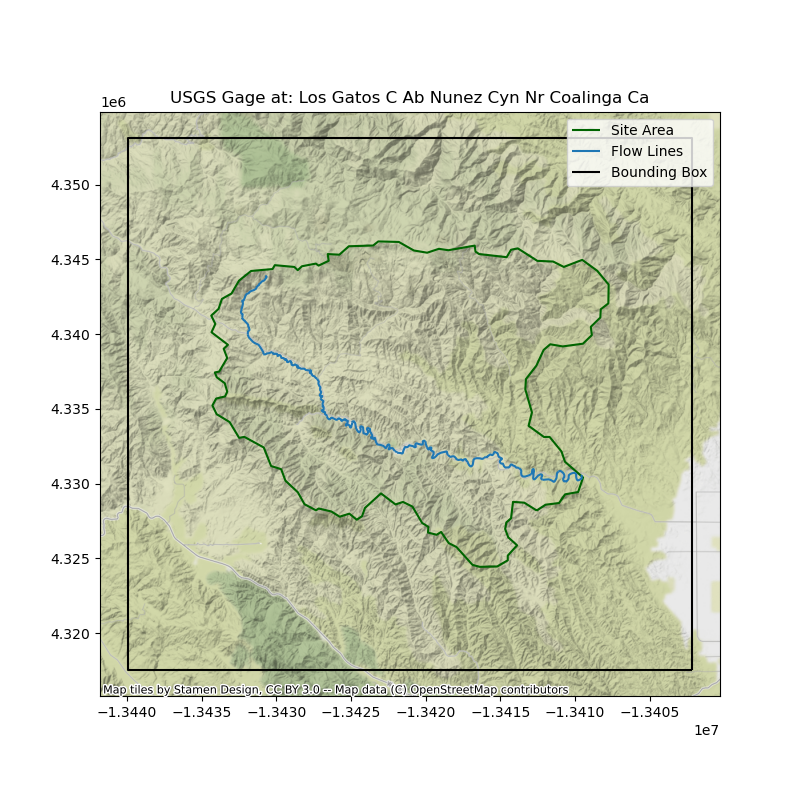 USGS Gage at: Los Gatos C Ab Nunez Cyn Nr Coalinga Ca
1e6
Site Area
Flow Lines
Bounding Box
4.350
4.345
4.340
4.335
4.330
4.325
4.320
Map tiles by Stamen Design, CC BY 3.0 -- Map data (C) OpenStreetMap contributors
−1.3440 −1.3435 −1.3430 −1.3425 −1.3420 −1.3415 −1.3410 −1.3405
1e7